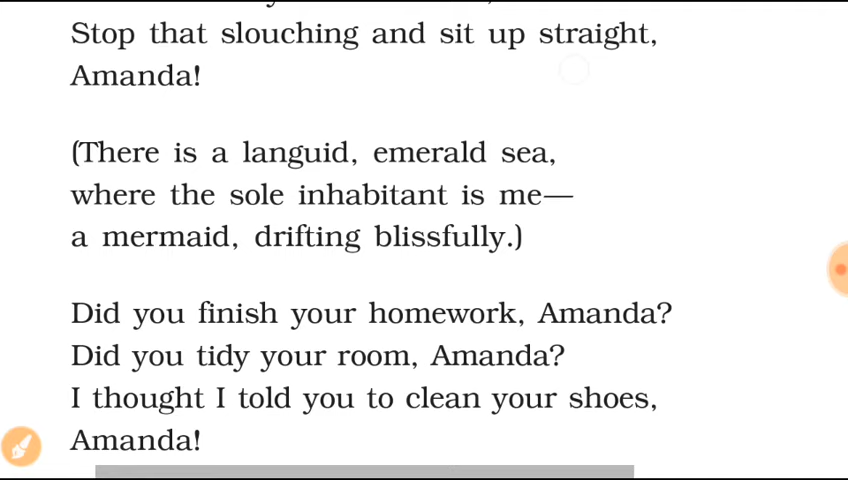 Stop that slouching and sit up straight,
Amanda!
(There is a languid, emerald sea,
where the sole inhabitant is me—
a mermaid, drifting blissfully.)
Did you finish your homework, Amanda?
Did you tidy your room, Amanda?
I thought I told you to clean your shoes,
Amanda!